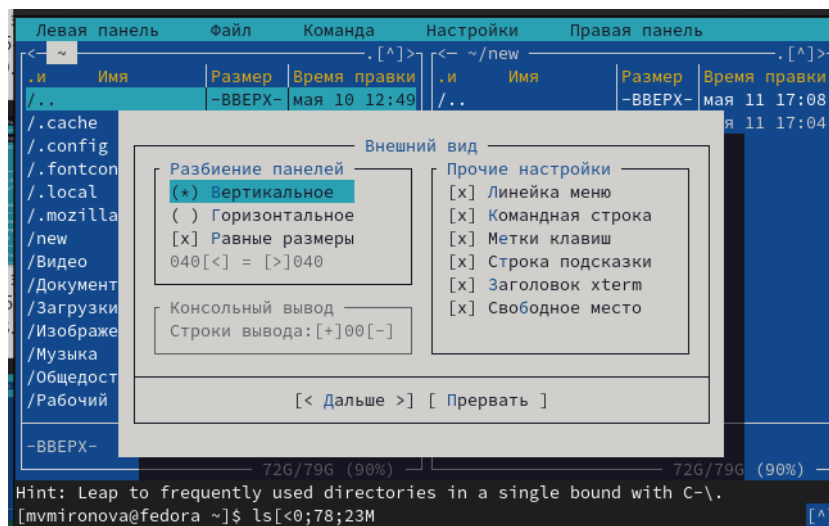 Левая панель Файл Команда Настройки Правая панель
<─ ~ .[^]> <─ ~/new .[^]>
.и Имя Размер Время правки .и Имя Размер Время правки
/.. -ВВЕРХ- мая 10 12:49 /.. -ВВЕРХ- мая 11 17:08
/.cache я 11 17:04
/.config Внешний вид
/.fontcon Разбиение панелей Прочие настройки
/.local (*) Вертикальное [x] Линейка меню
/.mozilla ( ) Горизонтальное [x] Командная строка
/new [x] Равные размеры [x] Метки клавиш
/Видео 040[<] = [>]040 [x] Строка подсказки
/Документ [x] Заголовок xterm
/Загрузки Консольный вывод [x] Свободное место
/Изображе Строки вывода:[+]00[-]
/Музыка
/Общедост
/Рабочий [< Дальше >] [ Прервать ]
-ВВЕРХ-
72G/79G (90%) 72G/79G (90%)
Hint: Leap to frequently used directories in a single bound with C-\.
[mvmironova@fedora ~]$ ls[<0;78;23M [^